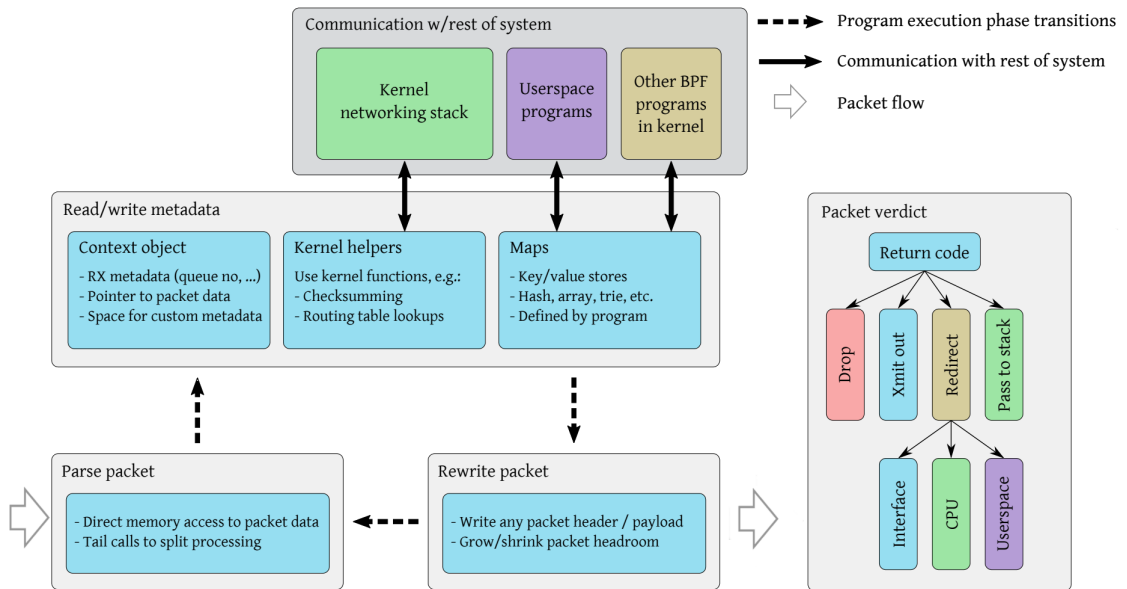 Communication w/rest of system
Kernel
networking stack
Userspace
programs
Other BPF
programs
in kernel
Program execution phase transitions
Communication with rest of system
Packet flow
Read/write metadata
Context object
- RX metadata (queue no, ...)
- Pointer to packet data
- Space for custom metadata
Kernel helpers
Use kernel functions, e.g.:
- Checksumming
- Routing table lookups
Maps
- Key/value stores
- Hash, array, trie, etc.
- Defined by program
Parse packet
- Direct memory access to packet data
- Tail calls to split processing
Rewrite packet
- Write any packet header / payload
- Grow/shrink packet headroom
Packet verdict
Return code
Drop
Xmit out
Redirect
Pass to stack
Interface
CPU
Userspace